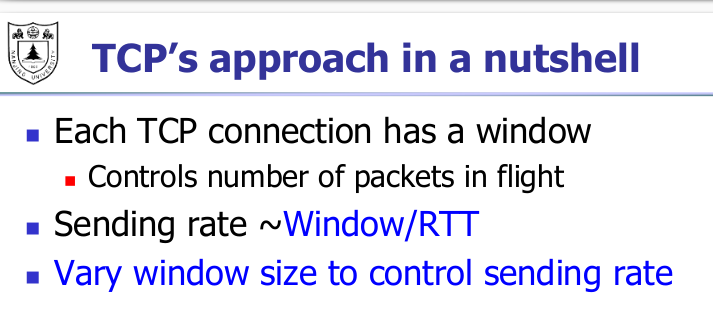 TCP's approach in a nutshell
Each TCP connection has a window
Controls number of packets in flight
Sending rate ~Window/RTT
Vary window size to control sending rate